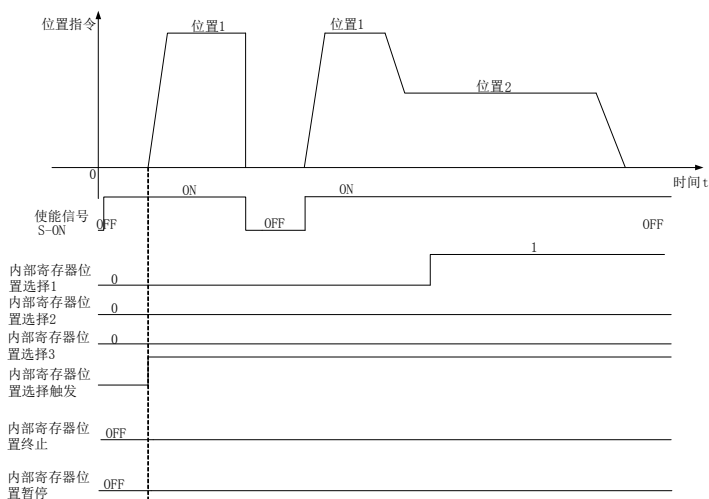 位置指令
位置1
位置1
位置2
0
时间t
ON
ON
使能信号
S-ON
OFF
OFF
OFF
1
内部寄存器位
置选择1
0
内部寄存器位
置选择2
0
内部寄存器位
置选择3
0
内部寄存器位
置选择触发
内部寄存器位
置终止
OFF
内部寄存器位
置暂停
OFF